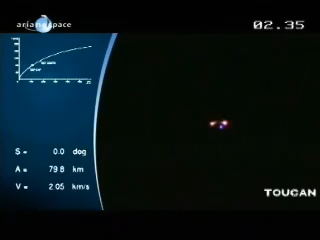 arianespace
02.35
S = 0.0 deg
A = 79.8 km
V = 2.05 km/s
TOUCAN